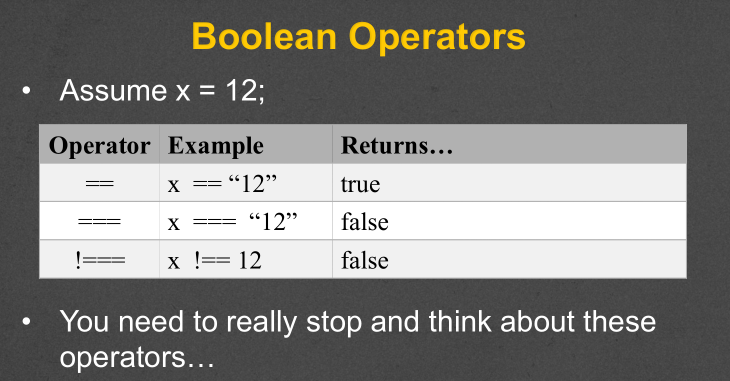 Boolean Operators
• Assume x = 12;
Operator Example Returns…
== x == “12” true
=== x === “12” false
!=== x !== 12 false
• You need to really stop and think about these
operators…